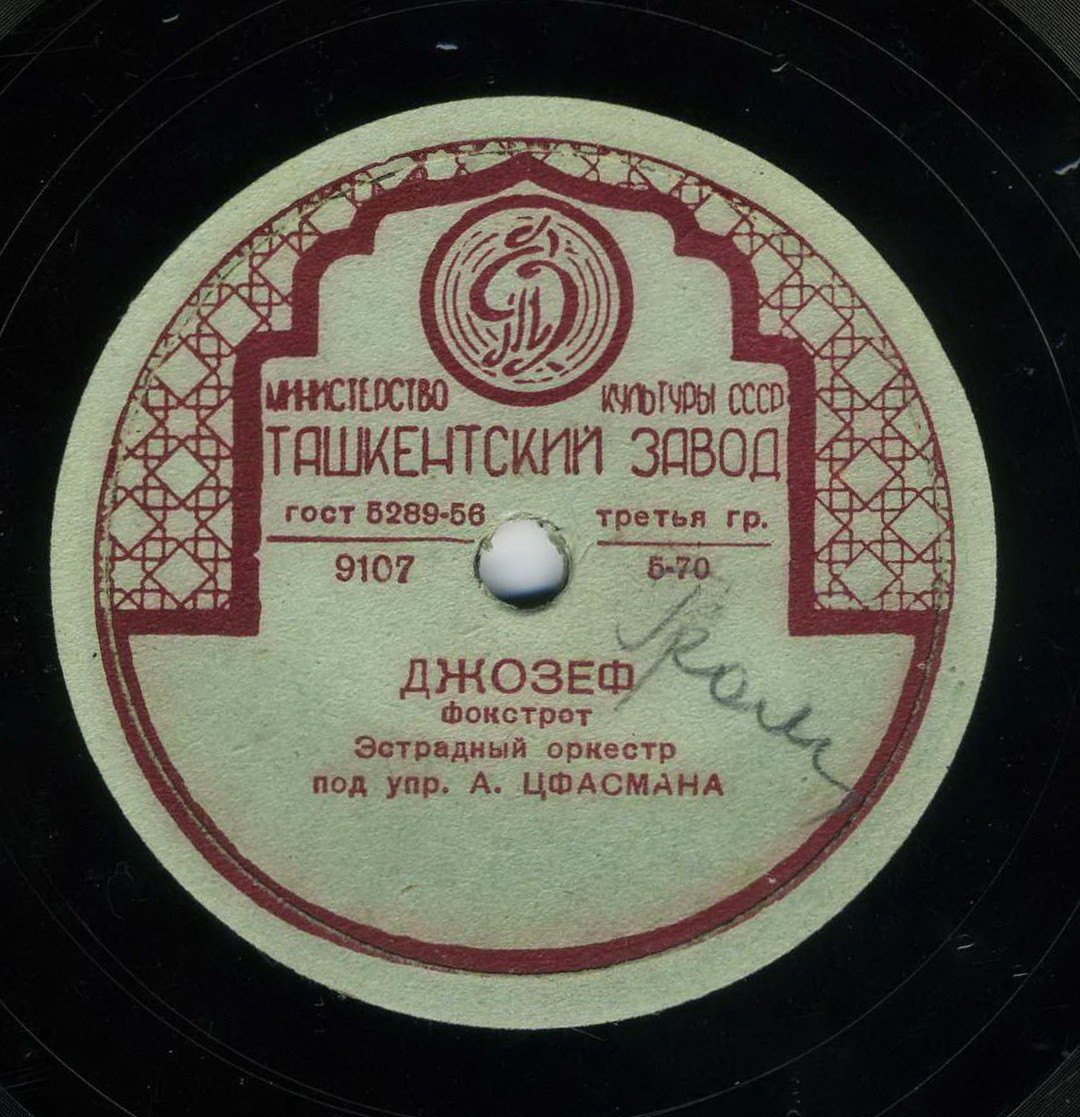 МИНИСТЕРСТВО КУЛЬТУРЫ СССР
ТАШКЕНТСКИЙ ЗАВОД
гост 5289-56 третья гр.
9107 5-70
ДЖОЗЕФ
Фокстрот
Эстрадный оркестр
под упр. А. ЦФАСМАНА